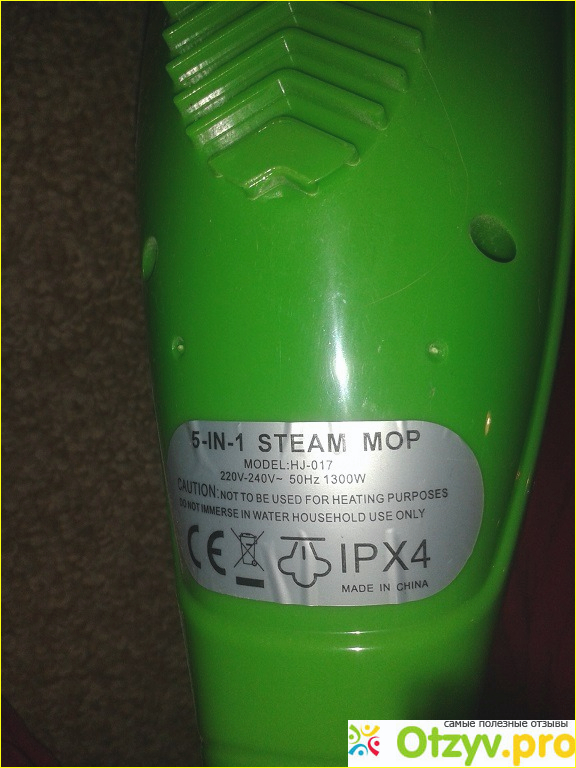 5-IN-1 STEAM MOP
MODEL:HJ-017
220V-240V~ 50Hz 1300W
CAUTION: NOT TO BE USED FOR HEATING PURPOSES
DO NOT IMMERSE IN WATER HOUSEHOLD USE ONLY
CE IPX4
MADE IN CHINA
самые полезные отзывы
Otzyv.pro